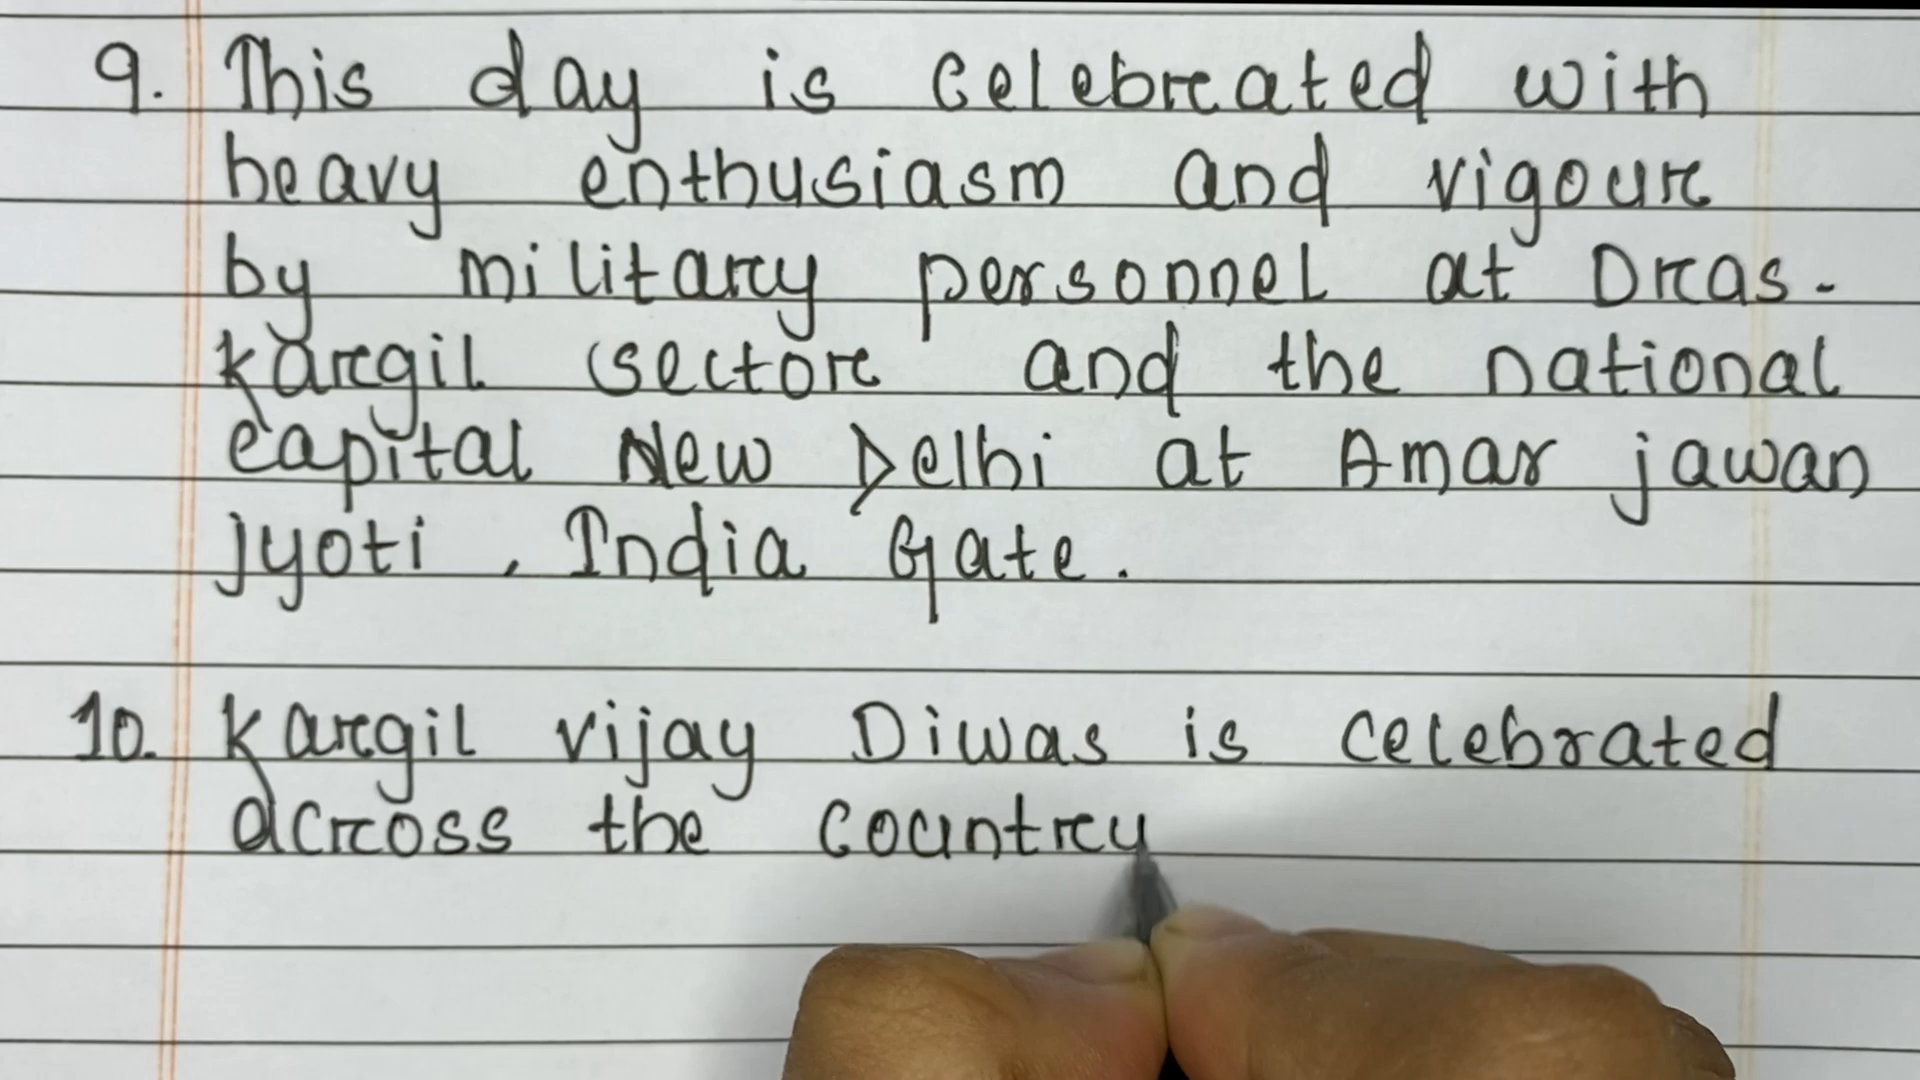 9. This day is celebrated with
heavy enthusiasm and vigour
by military personnel at Dras-
kargil sector and the national
capital New Delhi at Amar jawan
jyoti, India Gate.
10. Kargil vijay Diwas is celebrated
across the country